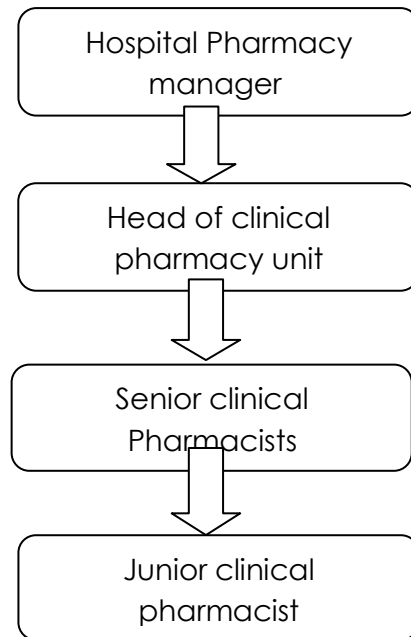 Hospital Pharmacy
manager
Head of clinical
pharmacy unit
Senior clinical
Pharmacists
Junior clinical
pharmacist